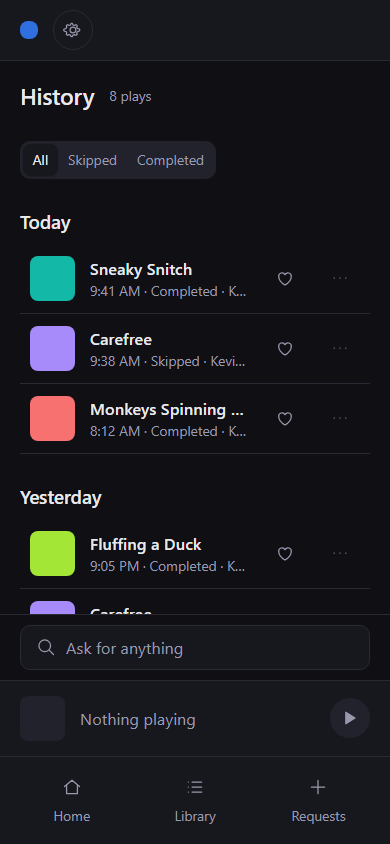 History 8 plays
All Skipped Completed
Today
Sneaky Snitch
9:41 AM · Completed · K...
Carefree
9:38 AM · Skipped · Kevi...
Monkeys Spinning ...
8:12 AM · Completed · K...
Yesterday
Fluffing a Duck
9:05 PM · Completed · K...
Carefree
Ask for anything
Nothing playing
Home Library Requests